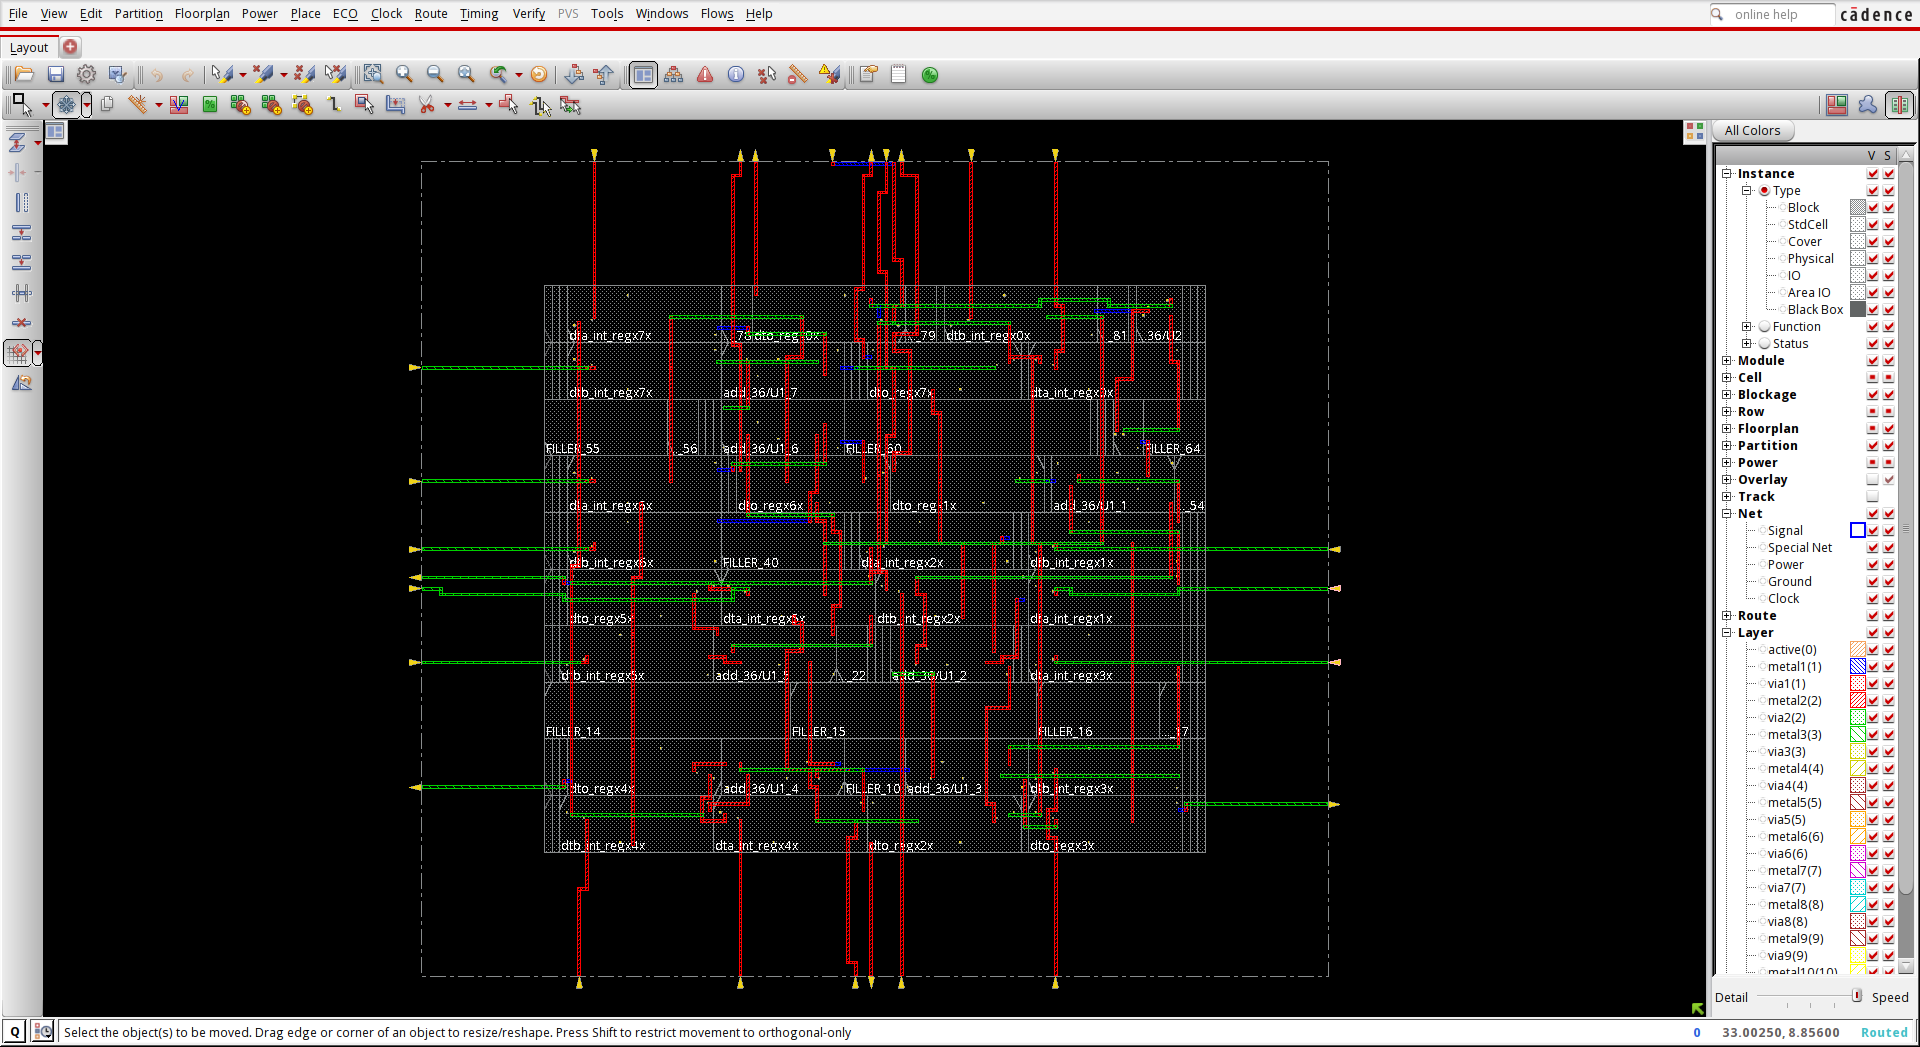 File View Edit Partition Floorplan Power Place ECO Clock Route Timing Verify PVS Tools Windows Flows Help
online help
cādence
Layout
All Colors
V S
Instance
Type
Block
StdCell
Cover
Physical
IO
Area IO
Black Box
Function
Status
Module
Cell
Blockage
Row
Floorplan
Partition
Power
Overlay
Track
Net
Signal
Special Net
Power
Ground
Clock
Route
Layer
active(0)
metal1(1)
via1(1)
metal2(2)
via2(2)
metal3(3)
via3(3)
metal4(4)
via4(4)
metal5(5)
via5(5)
metal6(6)
via6(6)
metal7(7)
via7(7)
metal8(8)
via8(8)
metal9(9)
via9(9)
metal10(10)
Detail Speed
dta_int_regx7x dto_reg 0x ._79 dtb_int_regx0x ._81 ._36/U2
dtb_int_regx7x add_36/U1_7 dto_regx7x dta_int_regx0x
FILLER_55 ._56 add_36/U1_6 FILLER_60 FILLER_64
dta_int_regx6x dto_regx6x dto_reg 1x add_36/U1_1 ._54
dtb_int_regx6x FILLER_40 dta_int_regx2x dtb_int_regx1x
dto_regx5x dta_int_regx5x dtb_int_regx2x dta_int_regx1x
dtb_int_regx5x add_36/U1_5 ._22 add_36/U1_2 dta_int_regx3x
FILLER_14 FILLER_15 FILLER_16 ._17
dto_regx4x add_36/U1_4 FILLER_10 add_36/U1_3 dtb_int_regx3x
dtb_int_regx4x dta_int_regx4x dto_regx2x dto_regx3x
Q Select the object(s) to be moved. Drag edge or corner of an object to resize/reshape. Press Shift to restrict movement to orthogonal-only 0 33.00250, 8.85600 Routed